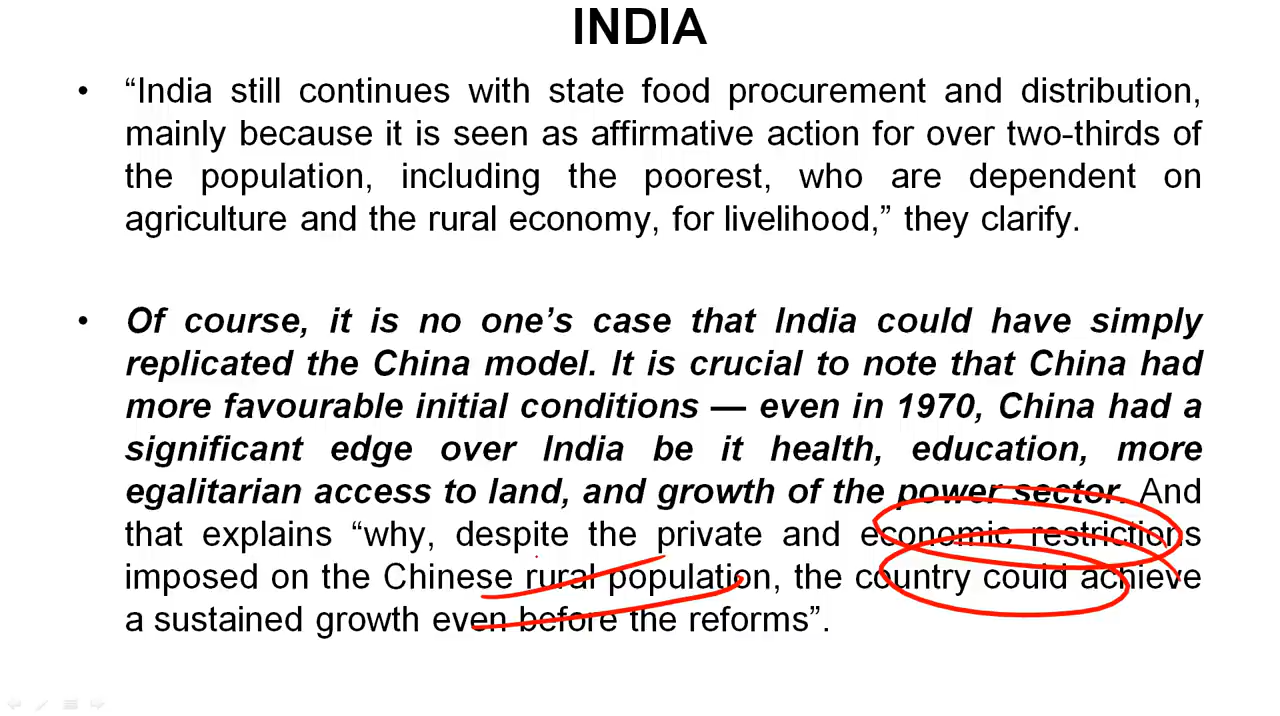 INDIA
• “India still continues with state food procurement and distribution,
mainly because it is seen as affirmative action for over two-thirds of
the population, including the poorest, who are dependent on
agriculture and the rural economy, for livelihood,” they clarify.
• Of course, it is no one’s case that India could have simply
replicated the China model. It is crucial to note that China had
more favourable initial conditions — even in 1970, China had a
significant edge over India be it health, education, more
egalitarian access to land, and growth of the power sector. And
that explains “why, despite the private and economic restrictions
imposed on the Chinese rural population, the country could achieve
a sustained growth even before the reforms”.